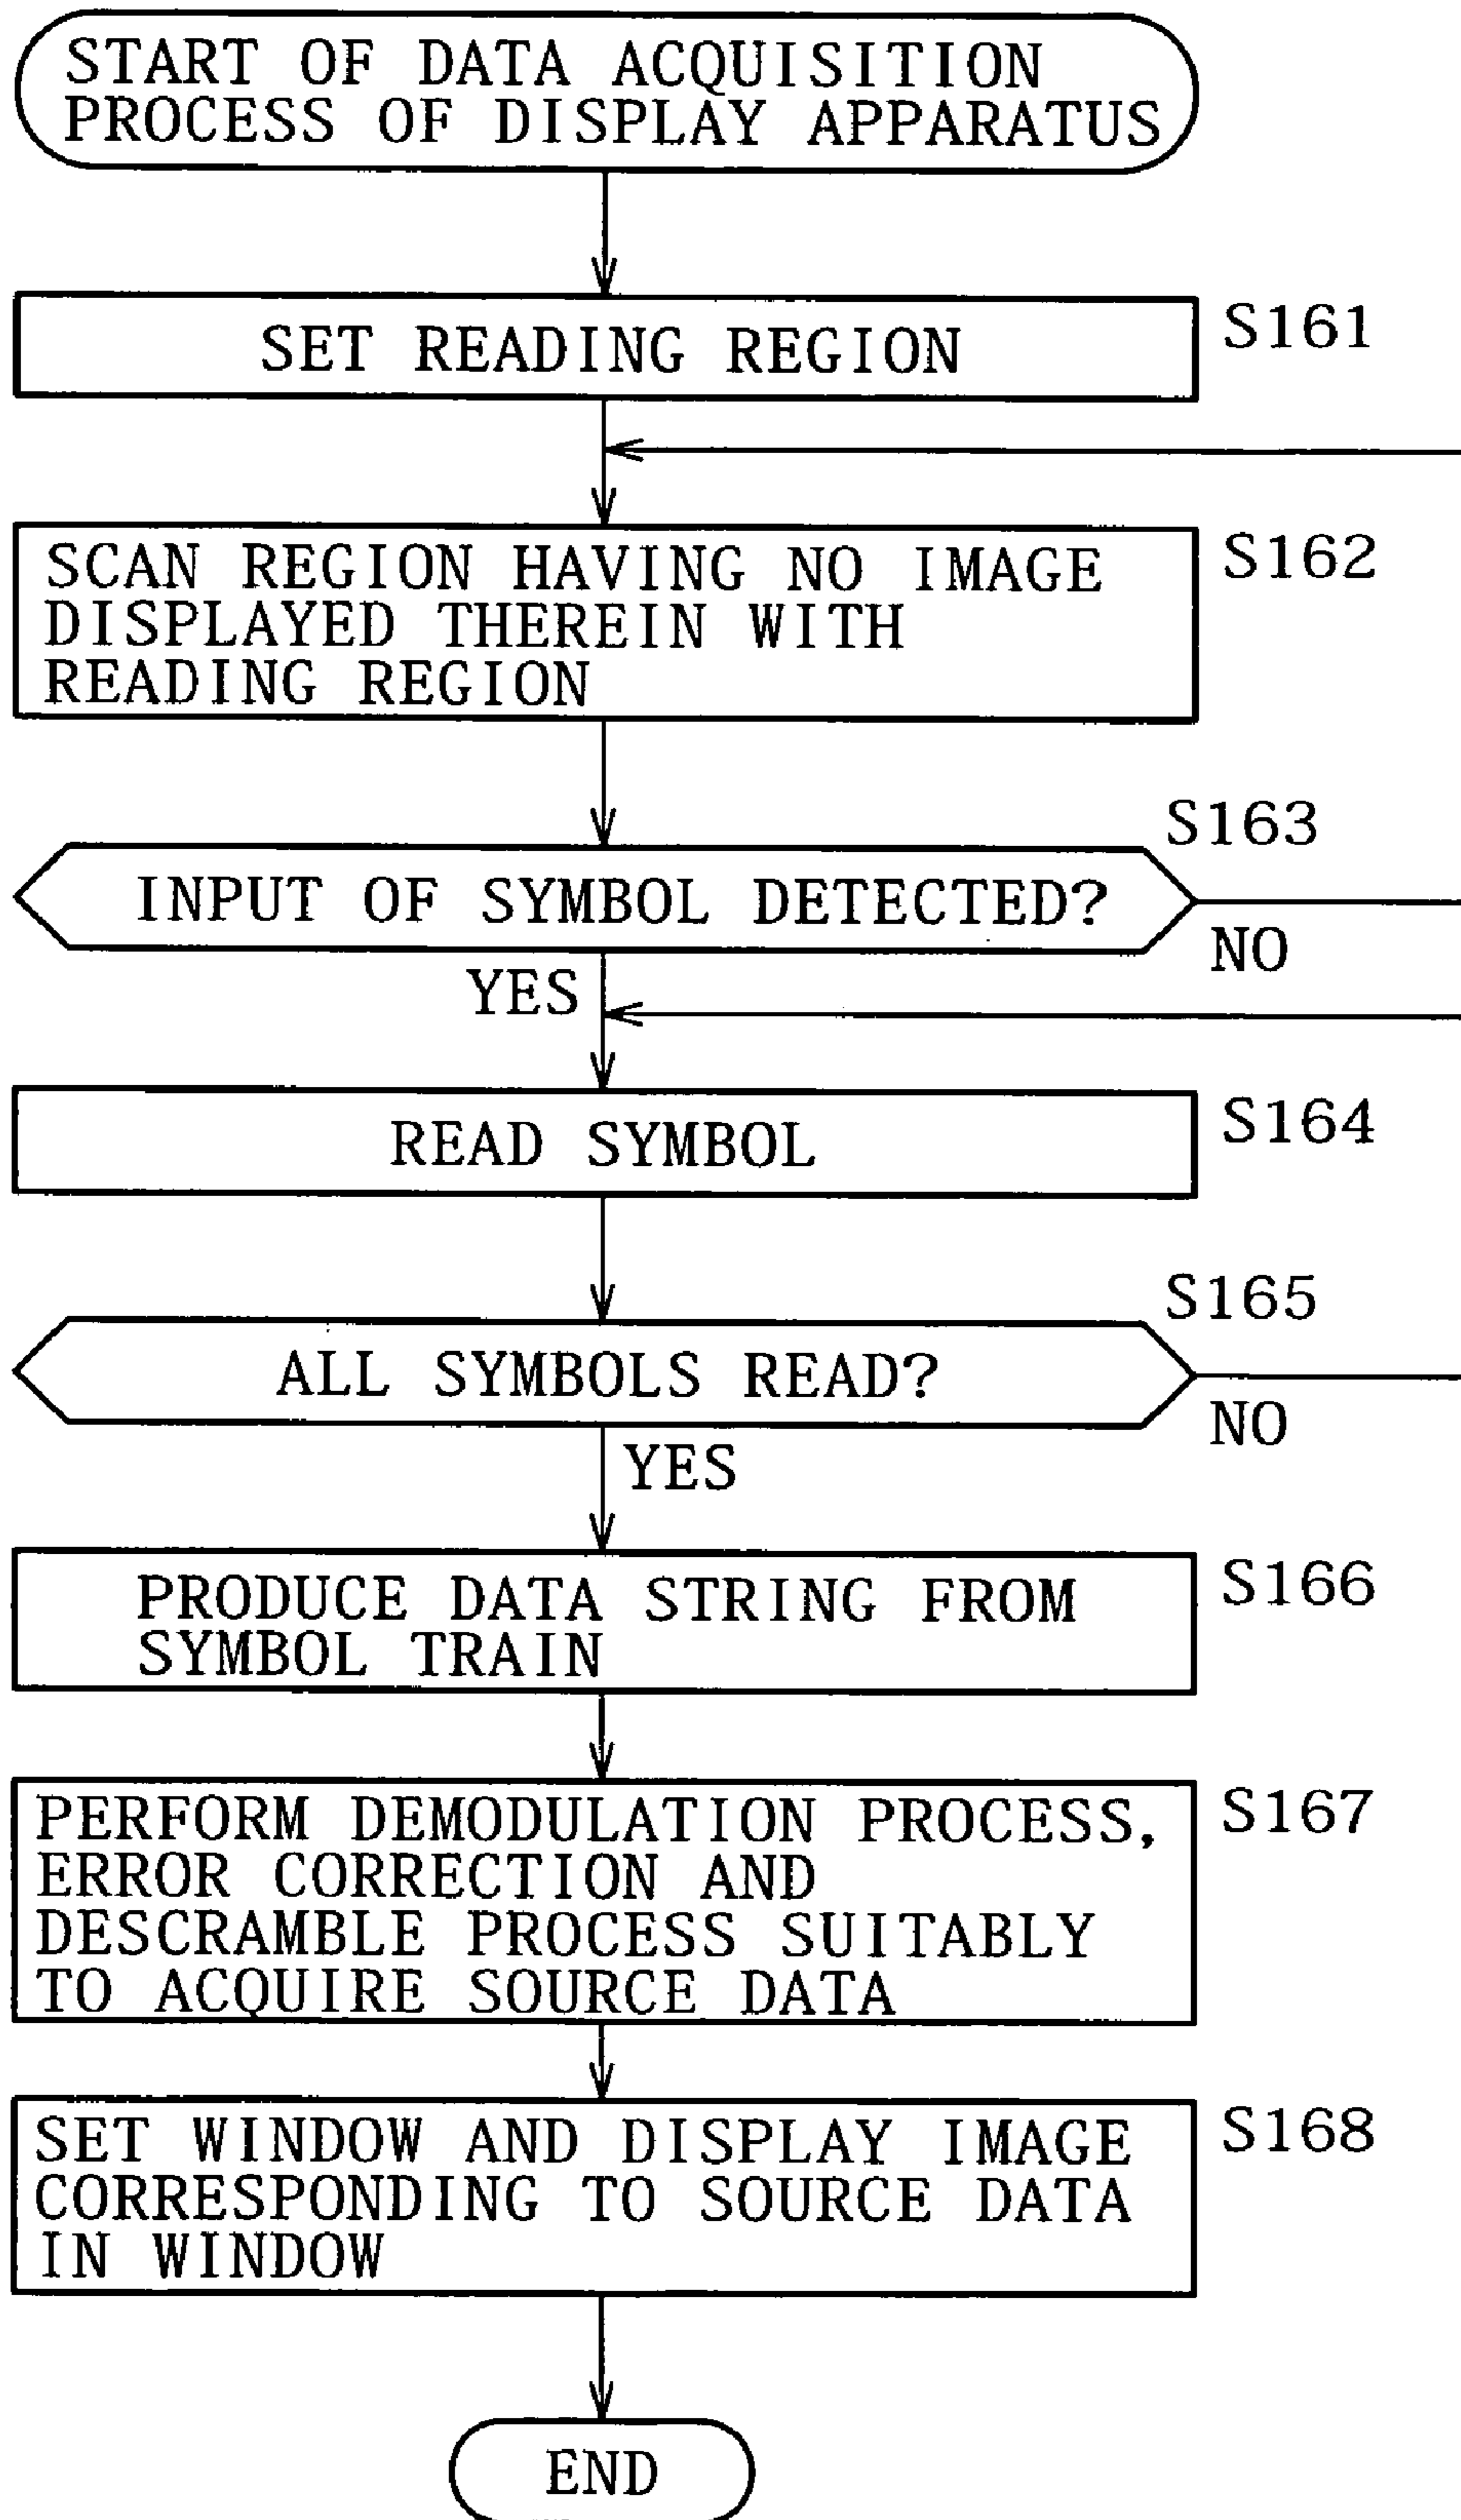 START OF DATA ACQUISITION
PROCESS OF DISPLAY APPARATUS
SET READING REGION
S161
SCAN REGION HAVING NO IMAGE
DISPLAYED THEREIN WITH
READING REGION
S162
S163
INPUT OF SYMBOL DETECTED?
NO
YES
READ SYMBOL
S164
S165
ALL SYMBOLS READ?
NO
YES
PRODUCE DATA STRING FROM
SYMBOL TRAIN
S166
PERFORM DEMODULATION PROCESS,
ERROR CORRECTION AND
DESCRAMBLE PROCESS SUITABLY
TO ACQUIRE SOURCE DATA
S167
SET WINDOW AND DISPLAY IMAGE
CORRESPONDING TO SOURCE DATA
IN WINDOW
S168
END